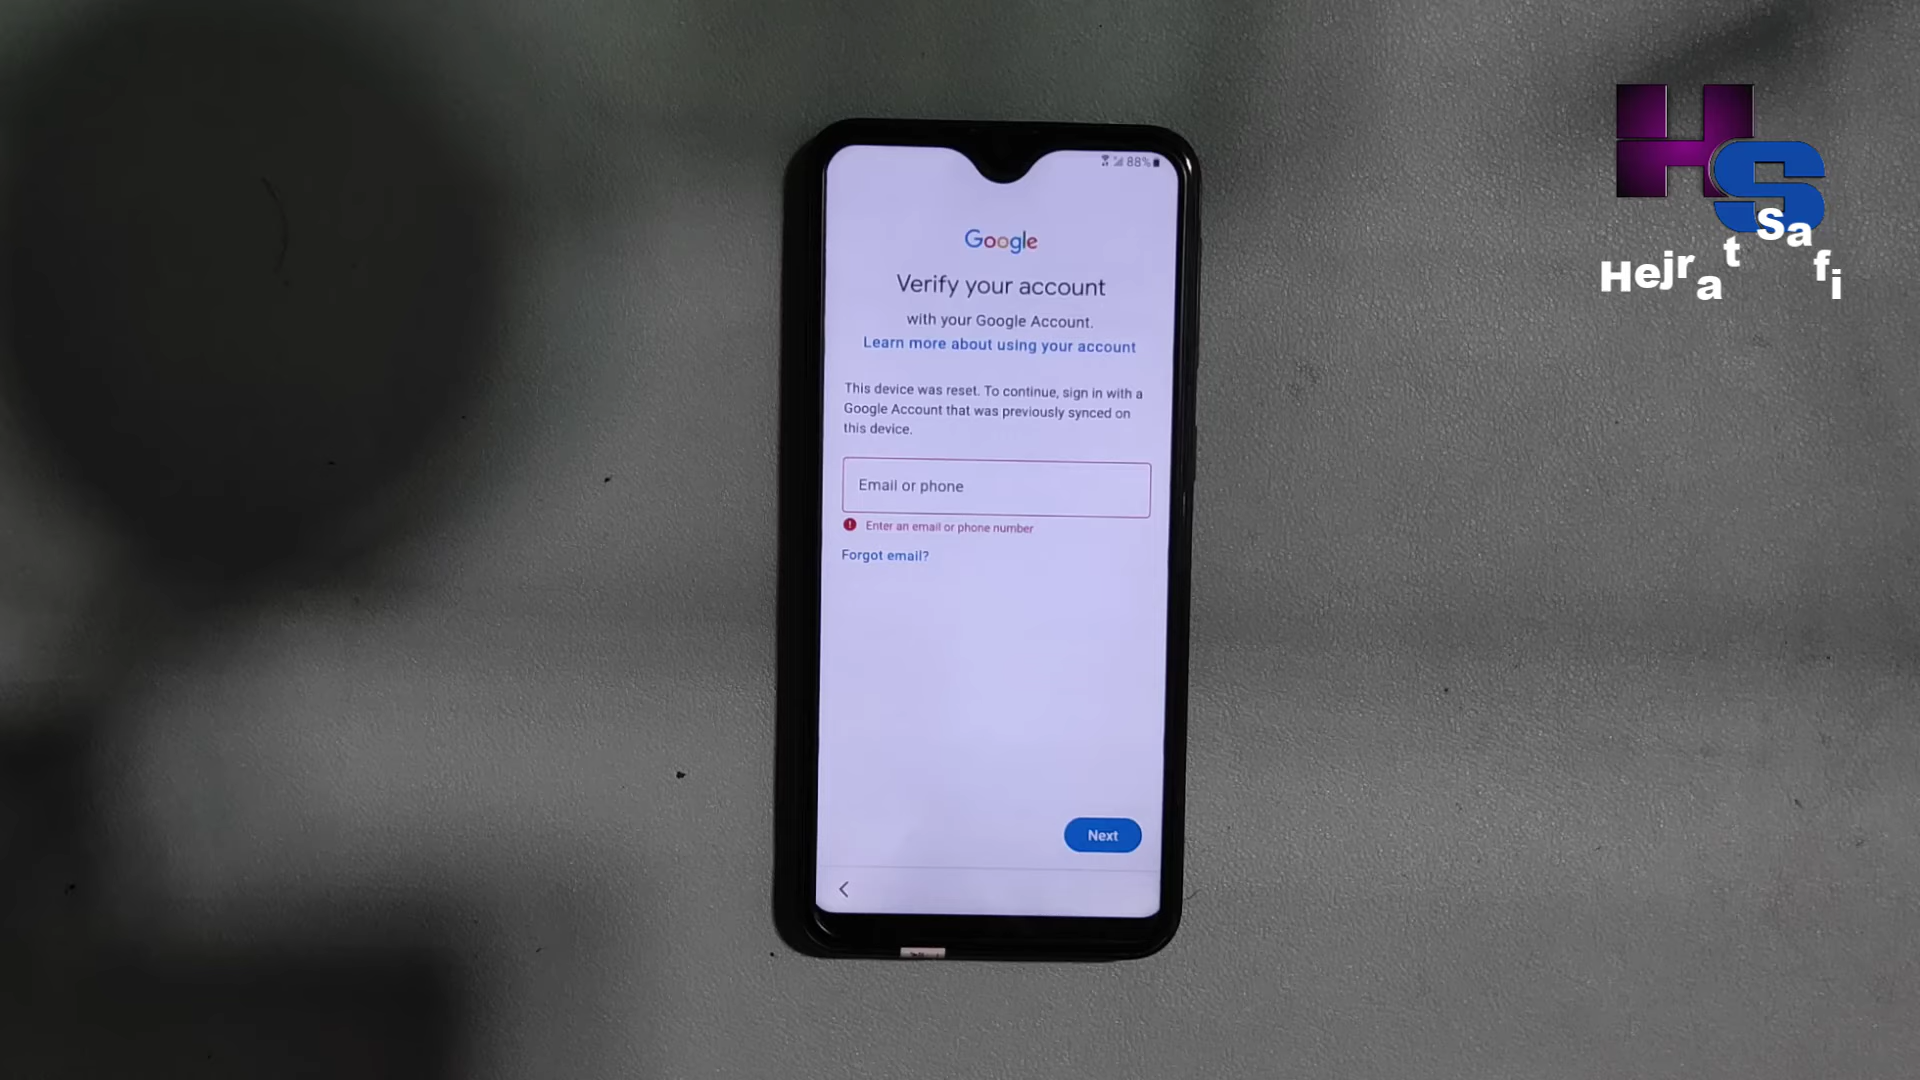 88%
Google
Verify your account
with your Google Account.
Learn more about using your account
This device was reset. To continue, sign in with a
Google Account that was previously synced on
this device.
Email or phone
! Enter an email or phone number
Forgot email?
Next
HS
Hejrat Safi